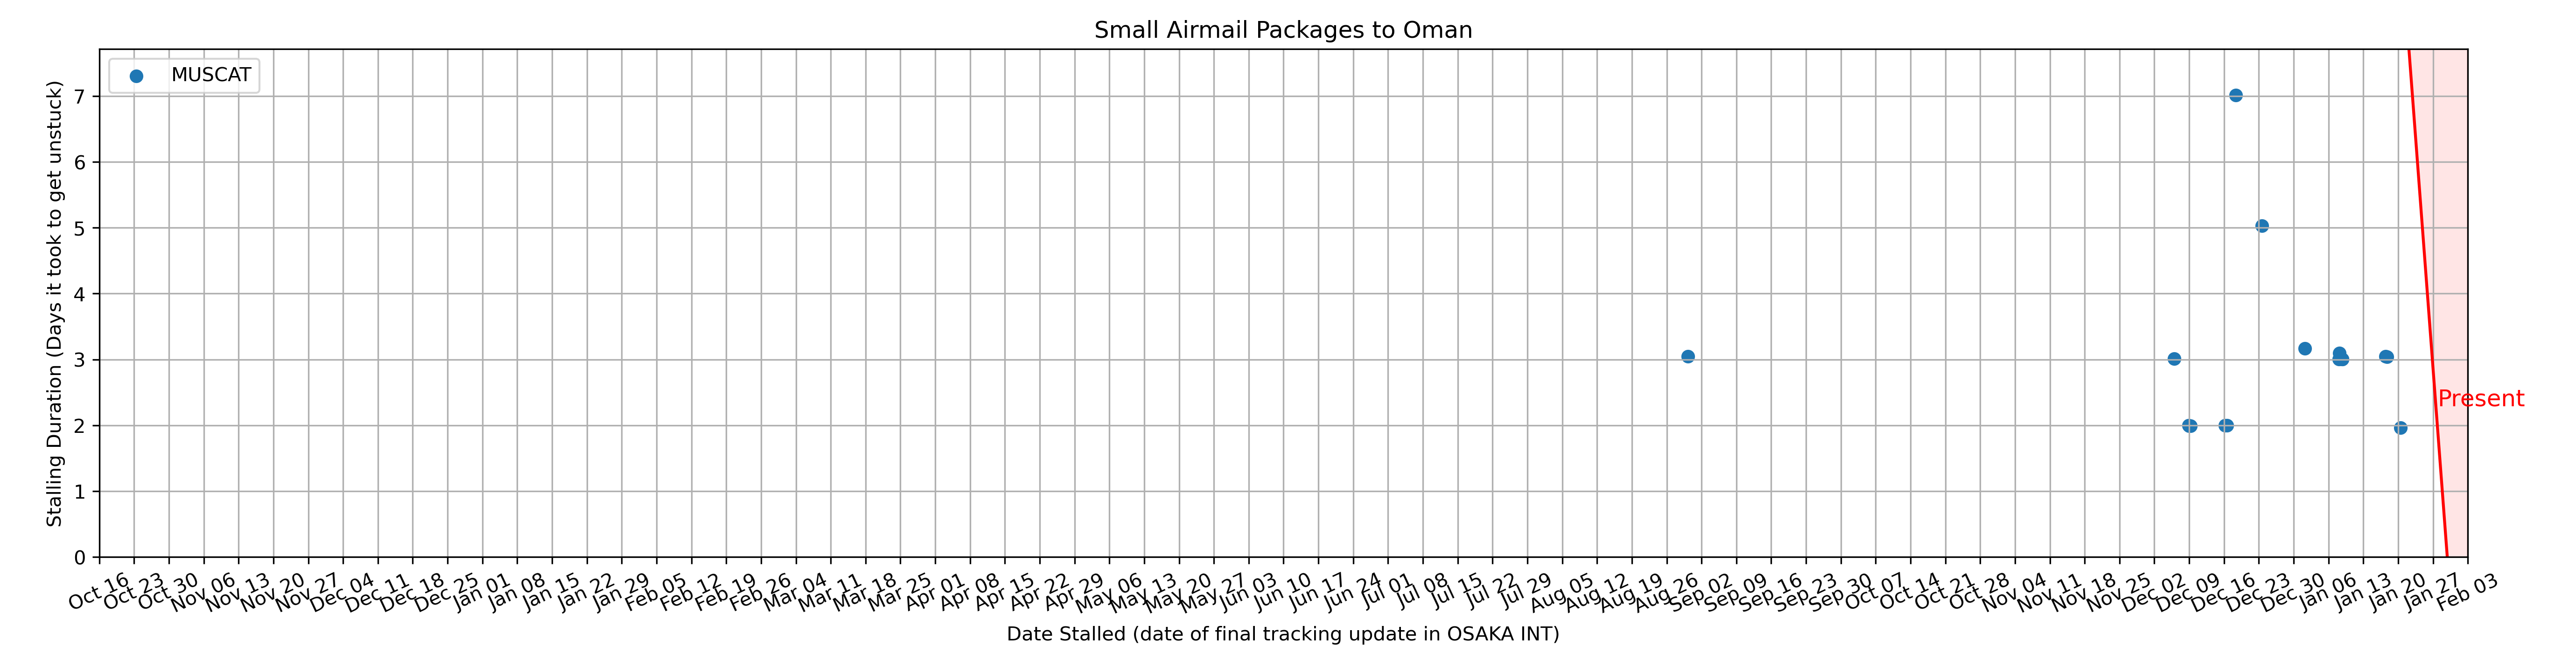 Small Airmail Packages to Oman
MUSCAT
Stalling Duration (Days it took to get unstuck)
7
6
5
4
3
2
1
0
Present
Oct 16
Oct 23
Oct 30
Nov 06
Nov 13
Nov 20
Nov 27
Dec 04
Dec 11
Dec 18
Dec 25
Jan 01
Jan 08
Jan 15
Jan 22
Jan 29
Feb 05
Feb 12
Feb 19
Feb 26
Mar 04
Mar 11
Mar 18
Mar 25
Apr 01
Apr 08
Apr 15
Apr 22
Apr 29
May 06
May 13
May 20
May 27
Jun 03
Jun 10
Jun 17
Jun 24
Jul 01
Jul 08
Jul 15
Jul 22
Jul 29
Aug 05
Aug 12
Aug 19
Aug 26
Sep 02
Sep 09
Sep 16
Sep 23
Sep 30
Oct 07
Oct 14
Oct 21
Oct 28
Nov 04
Nov 11
Nov 18
Nov 25
Dec 02
Dec 09
Dec 16
Dec 23
Dec 30
Jan 06
Jan 13
Jan 20
Jan 27
Feb 03
Date Stalled (date of final tracking update in OSAKA INT)